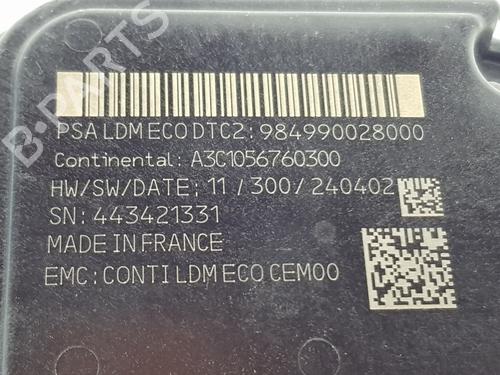 PSA LDM ECO DTC2: 984990028000
Continental: A3C1056760300
HW/SW/DATE: 11 / 300 / 240402
SN: 443421331
MADE IN FRANCE
EMC: CONTI LDM ECO CEM00
B-PARTS